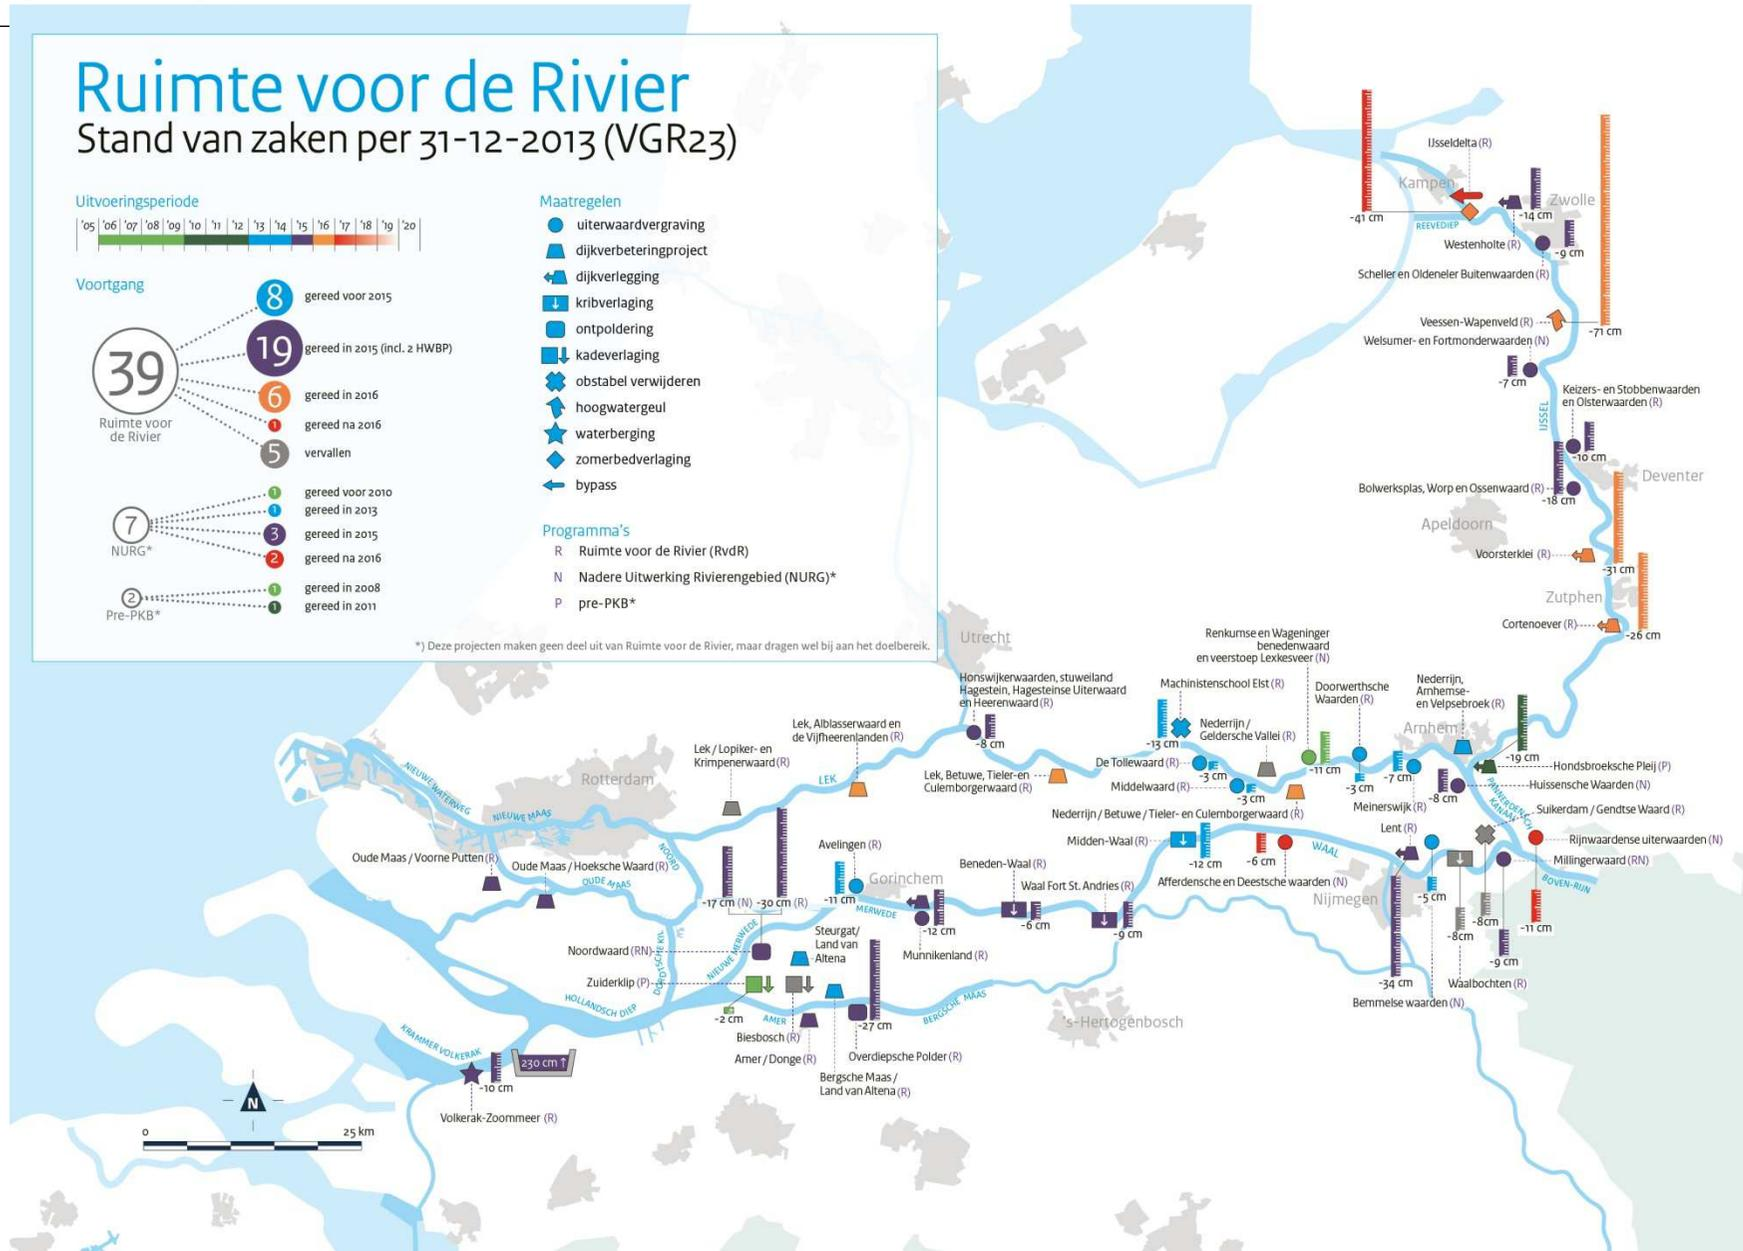 Ruimte voor de Rivier
Stand van zaken per 31-12-2013 (VGR23)
Uitvoeringsperiode
'05 '06 '07 '08 '09 '10 '11 '12 '13 '14 '15 '16 '17 '18 '19 '20
Voortgang
39
Ruimte voor
de Rivier
8 gereed voor 2015
19 gereed in 2015 (incl. 2 HWBP)
6 gereed in 2016
1 gereed na 2016
5 vervallen
7
NURG*
1 gereed voor 2010
1 gereed in 2013
3 gereed in 2015
2 gereed na 2016
2
Pre-PKB*
1 gereed in 2008
1 gereed in 2011
Maatregelen
uiterwaardvergraving
dijkverbeteringproject
dijkverlegging
kribverlaging
ontpoldering
kadeverlaging
obstabel verwijderen
hoogwatergeul
waterberging
zomerbedverlaging
bypass
Programma's
R Ruimte voor de Rivier (RvdR)
N Nadere Uitwerking Rivierengebied (NURG)*
P pre-PKB*
*) Deze projecten maken geen deel uit van Ruimte voor de Rivier, maar dragen wel bij aan het doelbereik.
IJsseldelta (R)
Kampen
-41 cm
REEVEDIEP
Zwolle
-14 cm
Westenholte (R)
-9 cm
Scheller en Oldeneler Buitenwaarden (R)
Veessen-Wapenveld (R)
-71 cm
Welsumer- en Fortmonderwaarden (N)
-7 cm
Keizers- en Stobbenwaarden
en Olsterwaarden (R)
IJSSEL
-10 cm
Deventer
Bolwerksplas, Worp en Ossenwaard (R)
-18 cm
Apeldoorn
Voorsterklei (R)
-31 cm
Zutphen
Cortenoever (R)
-26 cm
Utrecht
Renkumse en Wageninger
benedenwaard
en veerstoep Lexkesveer (N)
Honswijkerwaarden, stuweiland
Hagestein, Hagesteinse Uiterwaard
en Heerenwaard (R)
-8 cm
Machinistenschool Elst (R)
-13 cm
Doorwerthsche
Waarden (R)
Nederrijn,
Arnhemse-
en Velpsebroek (R)
Arnhem
-19 cm
Nederrijn /
Geldersche Vallei (R)
De Tollewaard (R)
-3 cm
-11 cm
-3 cm
-7 cm
Hondsbroeksche Pleij (P)
Middelwaard (R)
-3 cm
-8 cm
Huissensche Waarden (N)
Meinerswijk (R)
PANNERDENSCH
KANAAL
Suikerdam / Gendtse Waard (R)
Lek, Alblasserwaard en
de Vijfheerenlanden (R)
Lek / Lopiker- en
Krimpenerwaard (R)
LEK
Lek, Betuwe, Tieler- en
Culemborgerwaard (R)
Nederrijn / Betuwe / Tieler- en Culemborgerwaard (R)
Rotterdam
NIEUWE WATERWEG
NIEUWE MAAS
Midden-Waal (R)
-12 cm
-6 cm
WAAL
Lent (R)
Rijnwaardense uiterwaarden (N)
Millingerwaard (RN)
BOVEN-RIJN
Afferdensche en Deestsche waarden (N)
Nijmegen
-5 cm
-8cm
-8cm
-11 cm
-9 cm
-34 cm
Waalbochten (R)
Bemmelse waarden (N)
Oude Maas / Voorne Putten (R)
Oude Maas / Hoeksche Waard (R)
OUDE MAAS
NOORD
-17 cm (N) -30 cm (R)
Avelingen (R)
-11 cm
Gorinchem
MERWEDE
Beneden-Waal (R)
-6 cm
Waal Fort St. Andries (R)
-9 cm
-12 cm
Munnikenland (R)
Noordwaard (RN)
NIEUWE MERWEDE
DORDTSCHE KIL
Steurgat/
Land van
Altena
Zuiderklip (P)
-2 cm
HOLLANDSCH DIEP
AMER
Biesbosch (R)
Amer / Donge (R)
-27 cm
Overdiepsche Polder (R)
BERGSCHE MAAS
Bergsche Maas /
Land van Altena (R)
's-Hertogenbosch
KRAMMER VOLKERAK
230 cm ↑
-10 cm
Volkerak-Zoommeer (R)
N
0 25 km